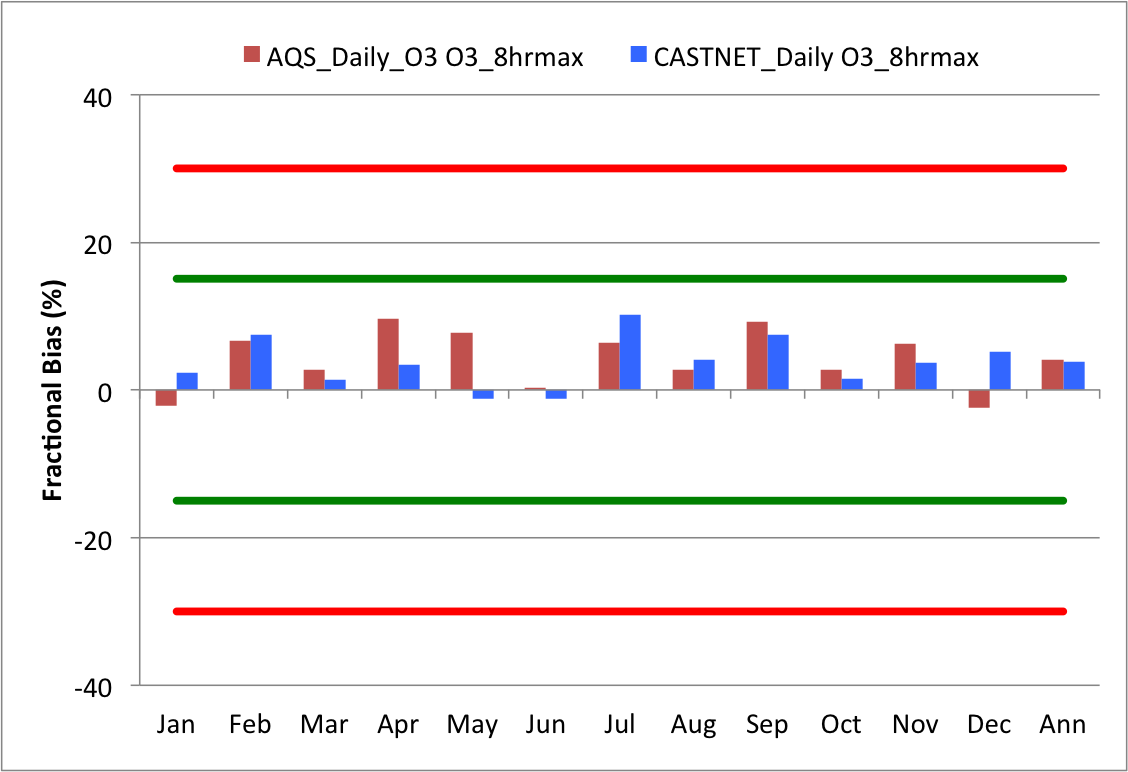 AQS_Daily_O3 O3_8hrmax CASTNET_Daily O3_8hrmax
40
20
0
-20
-40
Fractional Bias (%)
Jan Feb Mar Apr May Jun Jul Aug Sep Oct Nov Dec Ann